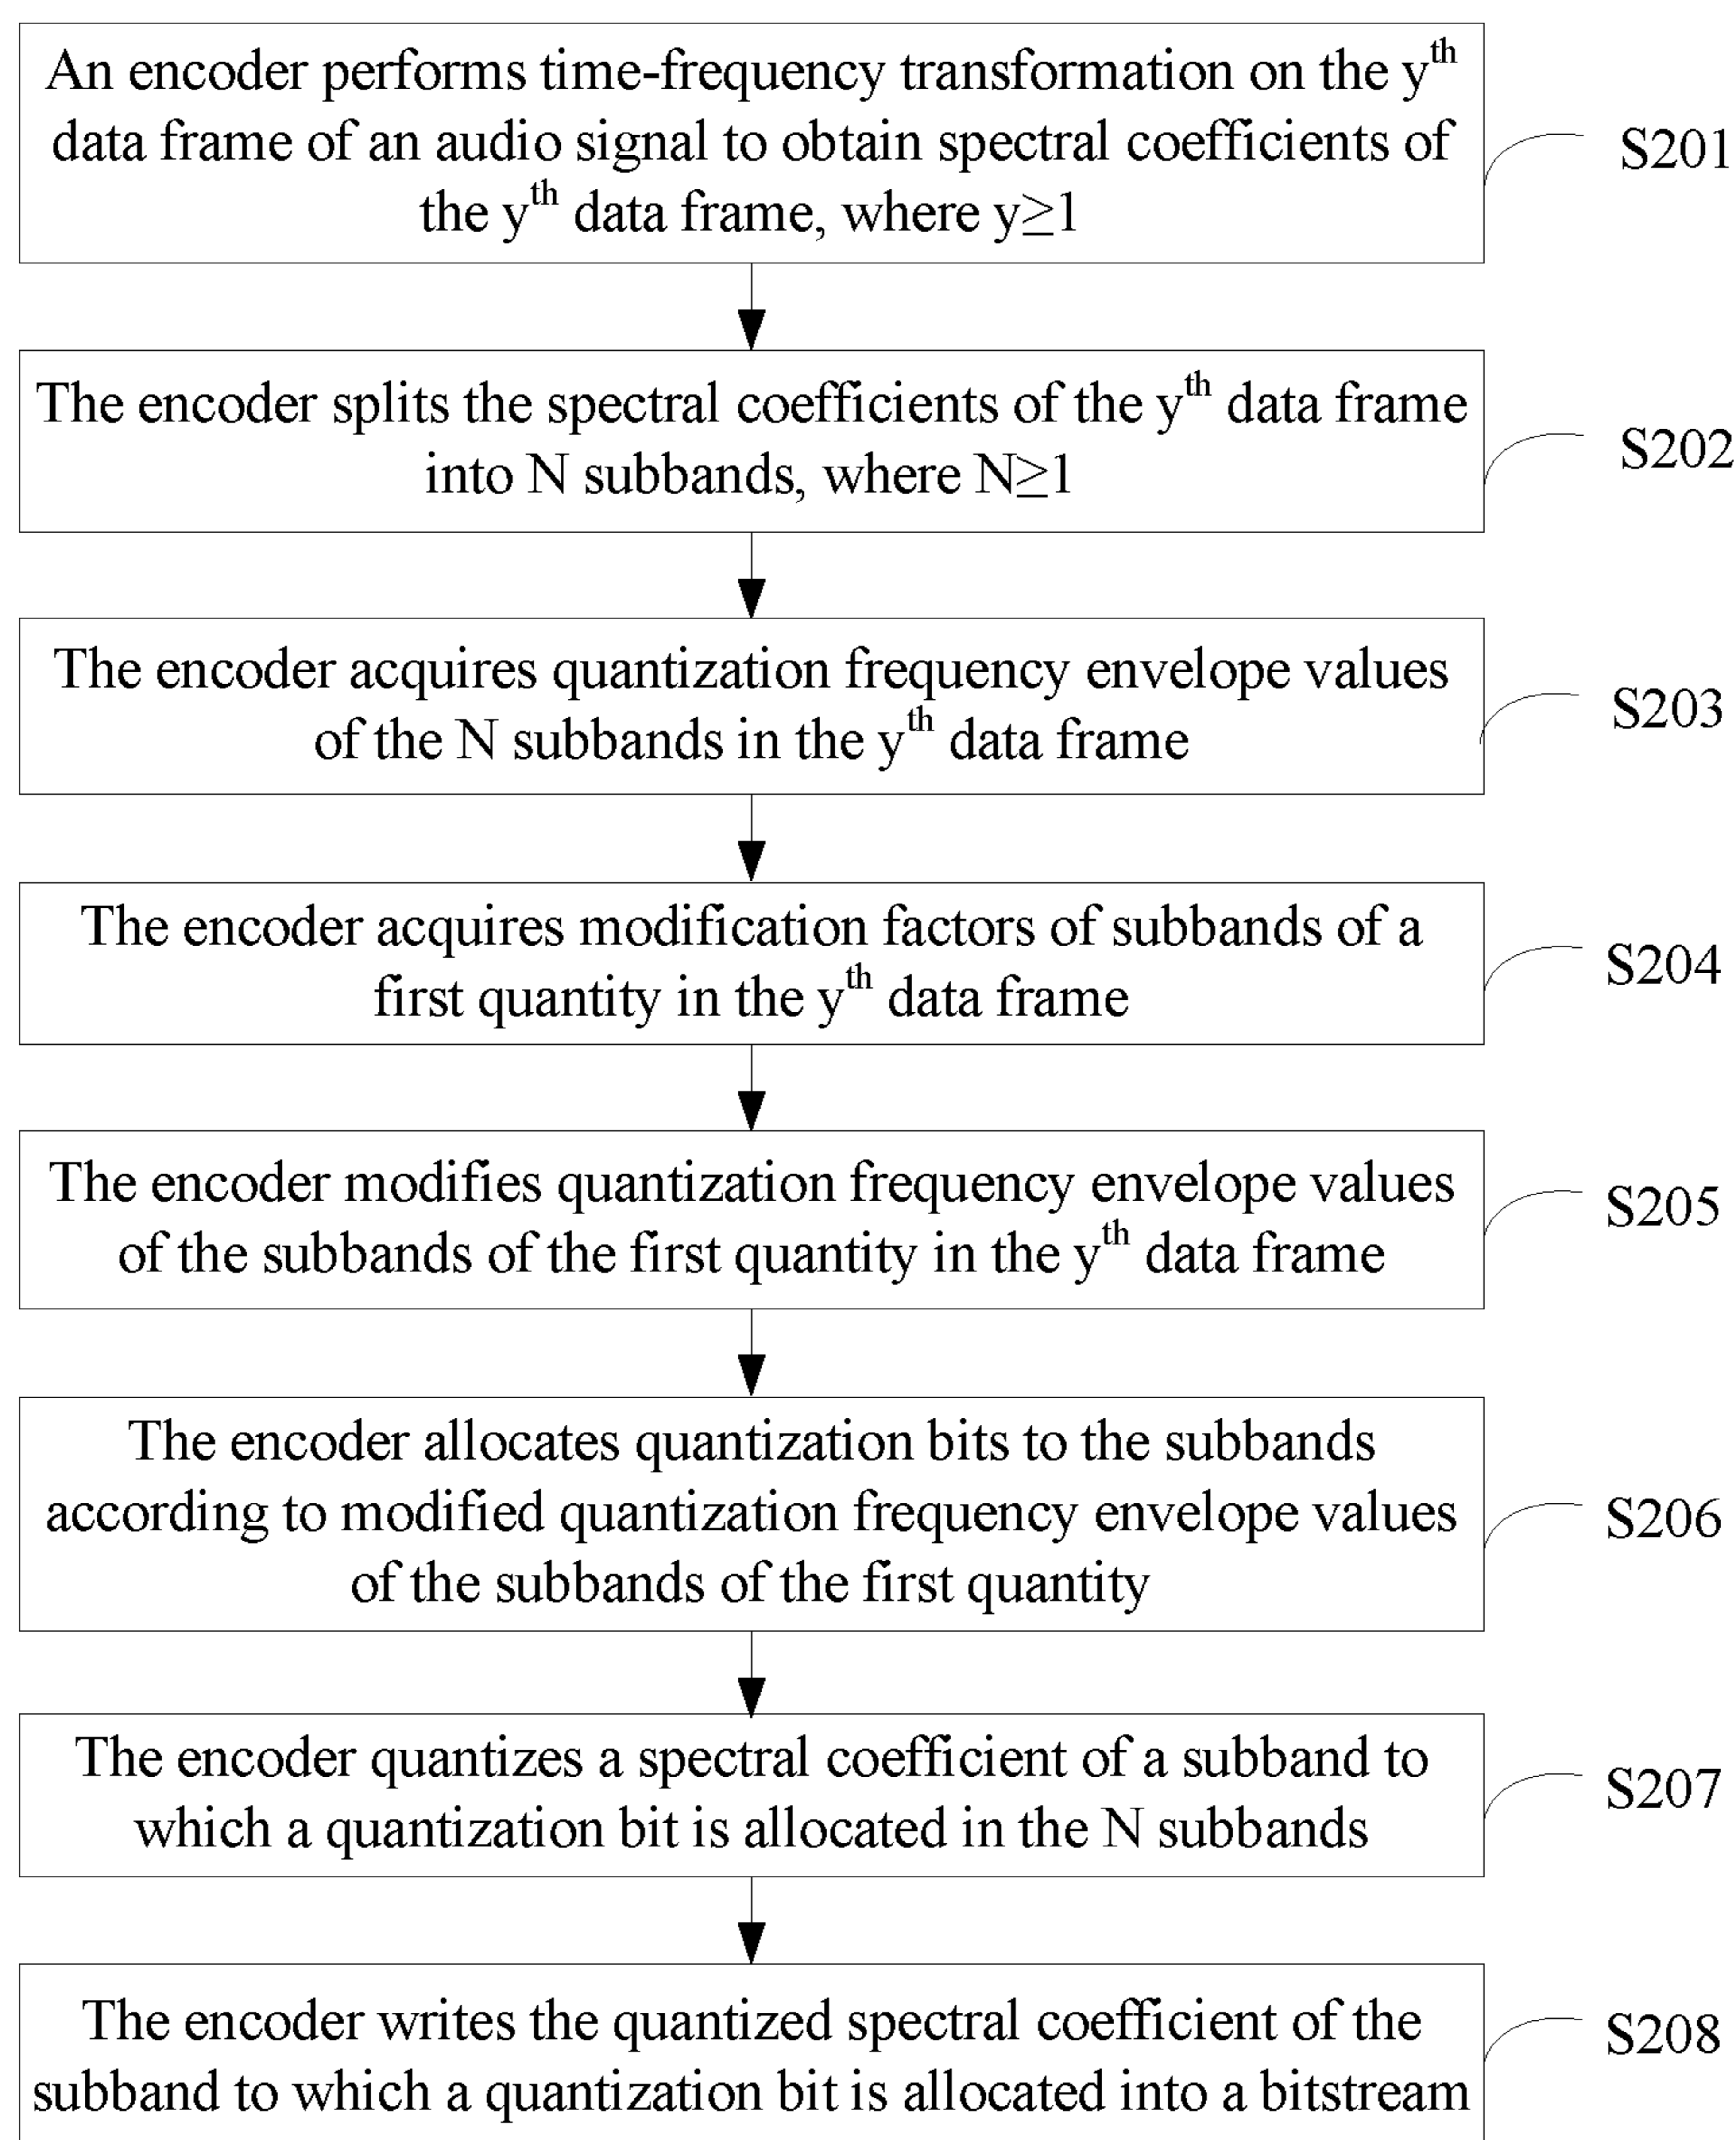 An encoder performs time-frequency transformation on the yth
data frame of an audio signal to obtain spectral coefficients of
the yth data frame, where y≥1
S201
The encoder splits the spectral coefficients of the yth data frame
into N subbands, where N≥1
S202
The encoder acquires quantization frequency envelope values
of the N subbands in the yth data frame
S203
The encoder acquires modification factors of subbands of a
first quantity in the yth data frame
S204
The encoder modifies quantization frequency envelope values
of the subbands of the first quantity in the yth data frame
S205
The encoder allocates quantization bits to the subbands
according to modified quantization frequency envelope values
of the subbands of the first quantity
S206
The encoder quantizes a spectral coefficient of a subband to
which a quantization bit is allocated in the N subbands
S207
The encoder writes the quantized spectral coefficient of the
subband to which a quantization bit is allocated into a bitstream
S208